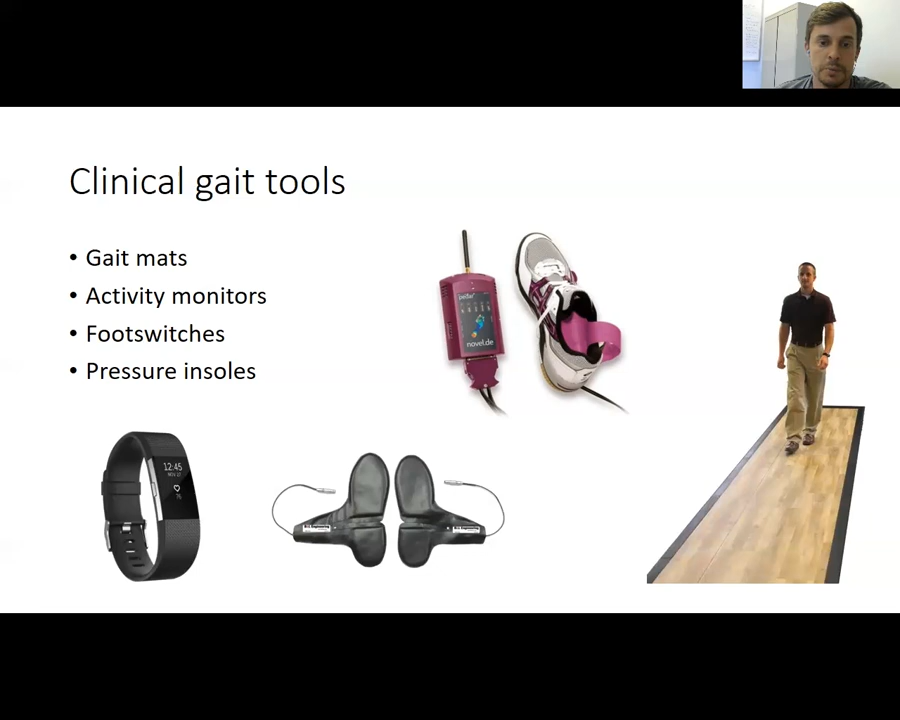 Clinical gait tools
• Gait mats
• Activity monitors
• Footswitches
• Pressure insoles
novel.de
12:45